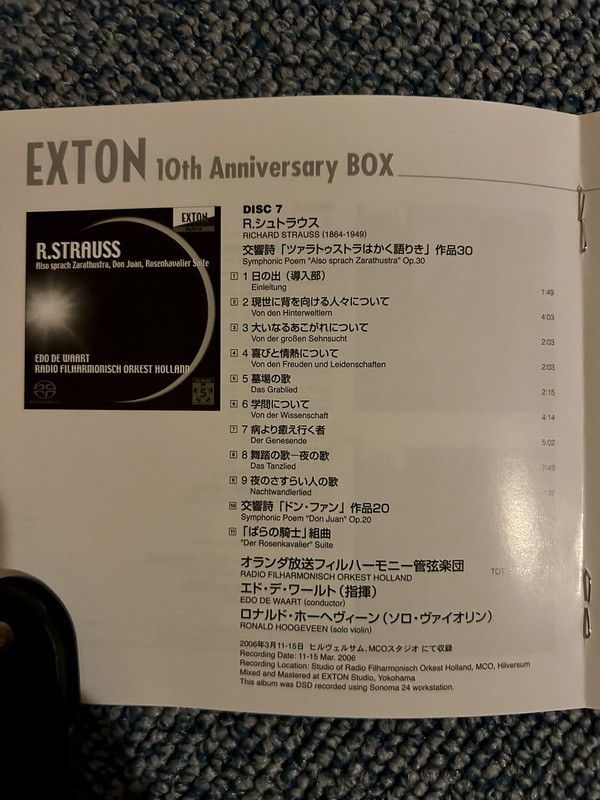 EXTON 10th Anniversary BOX
EXTON
R.STRAUSS
Also sprach Zarathustra, Don Juan, Rosenkavalier Suite
EDO DE WAART
RADIO FILHARMONISCH ORKEST HOLLAND
DISC 7
R.シュトラウス
RICHARD STRAUSS (1864-1949)
交響詩「ツァラトゥストラはかく語りき」作品30
Symphonic Poem "Also sprach Zarathustra" Op.30
1 1 日の出（導入部）
Einleitung 1:49
2 2 現世に背を向ける人々について
Von den Hinterweltlern 4:03
3 3 大いなるあこがれについて
Von der großen Sehnsucht 2:03
4 4 喜びと情熱について
Von den Freuden und Leidenschaften 2:03
5 5 墓場の歌
Das Grablied 2:15
6 6 学問について
Von der Wissenschaft 4:14
7 7 病より癒え行く者
Der Genesende 5:02
8 8 舞踏の歌―夜の歌
Das Tanzlied 7:43
9 9 夜のさすらい人の歌
Nachtwandlerlied
10 交響詩「ドン・ファン」作品20
Symphonic Poem "Don Juan" Op.20
11 「ばらの騎士」組曲
"Der Rosenkavalier" Suite
オランダ放送フィルハーモニー管弦楽団
RADIO FILHARMONISCH ORKEST HOLLAND
エド・デ・ワールト（指揮）
EDO DE WAART (conductor)
ロナルド・ホーヘヴィーン（ソロ・ヴァイオリン）
RONALD HOOGEVEEN (solo violin)
2006年3月11-15日 ヒルヴェルサム、MCOスタジオ にて収録
Recording Date: 11-15 Mar. 2006
Recording Location: Studio of Radio Filharmonisch Orkest Holland, MCO, Hilversum
Mixed and Mastered at EXTON Studio, Yokohama
This album was DSD recorded using Sonoma 24 workstation.